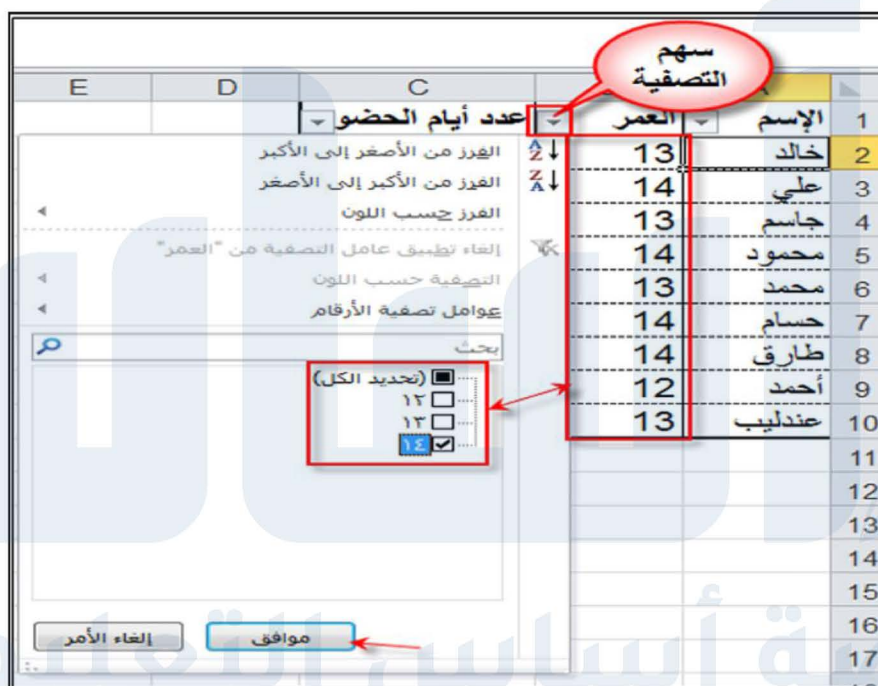 سهم
التصفية
E D C A
1 الإسم العمر عدد أيام الحضو
2 خالد 13
3 علي 14
4 جاسم 13
5 محمود 14
6 محمد 13
7 حسام 14
8 طارق 14
9 أحمد 12
10 عندليب 13
11
12
13
14
15
16
17
الفرز من الأصغر إلى الأكبر
الفرز من الأكبر إلى الأصغر
الفرز حسب اللون
إلغاء تطبيق عامل التصفية من "العمر"
التصفية حسب اللون
عوامل تصفية الأرقام
بحث
(تحديد الكل)
١٢
١٣
١٤
موافق إلغاء الأمر